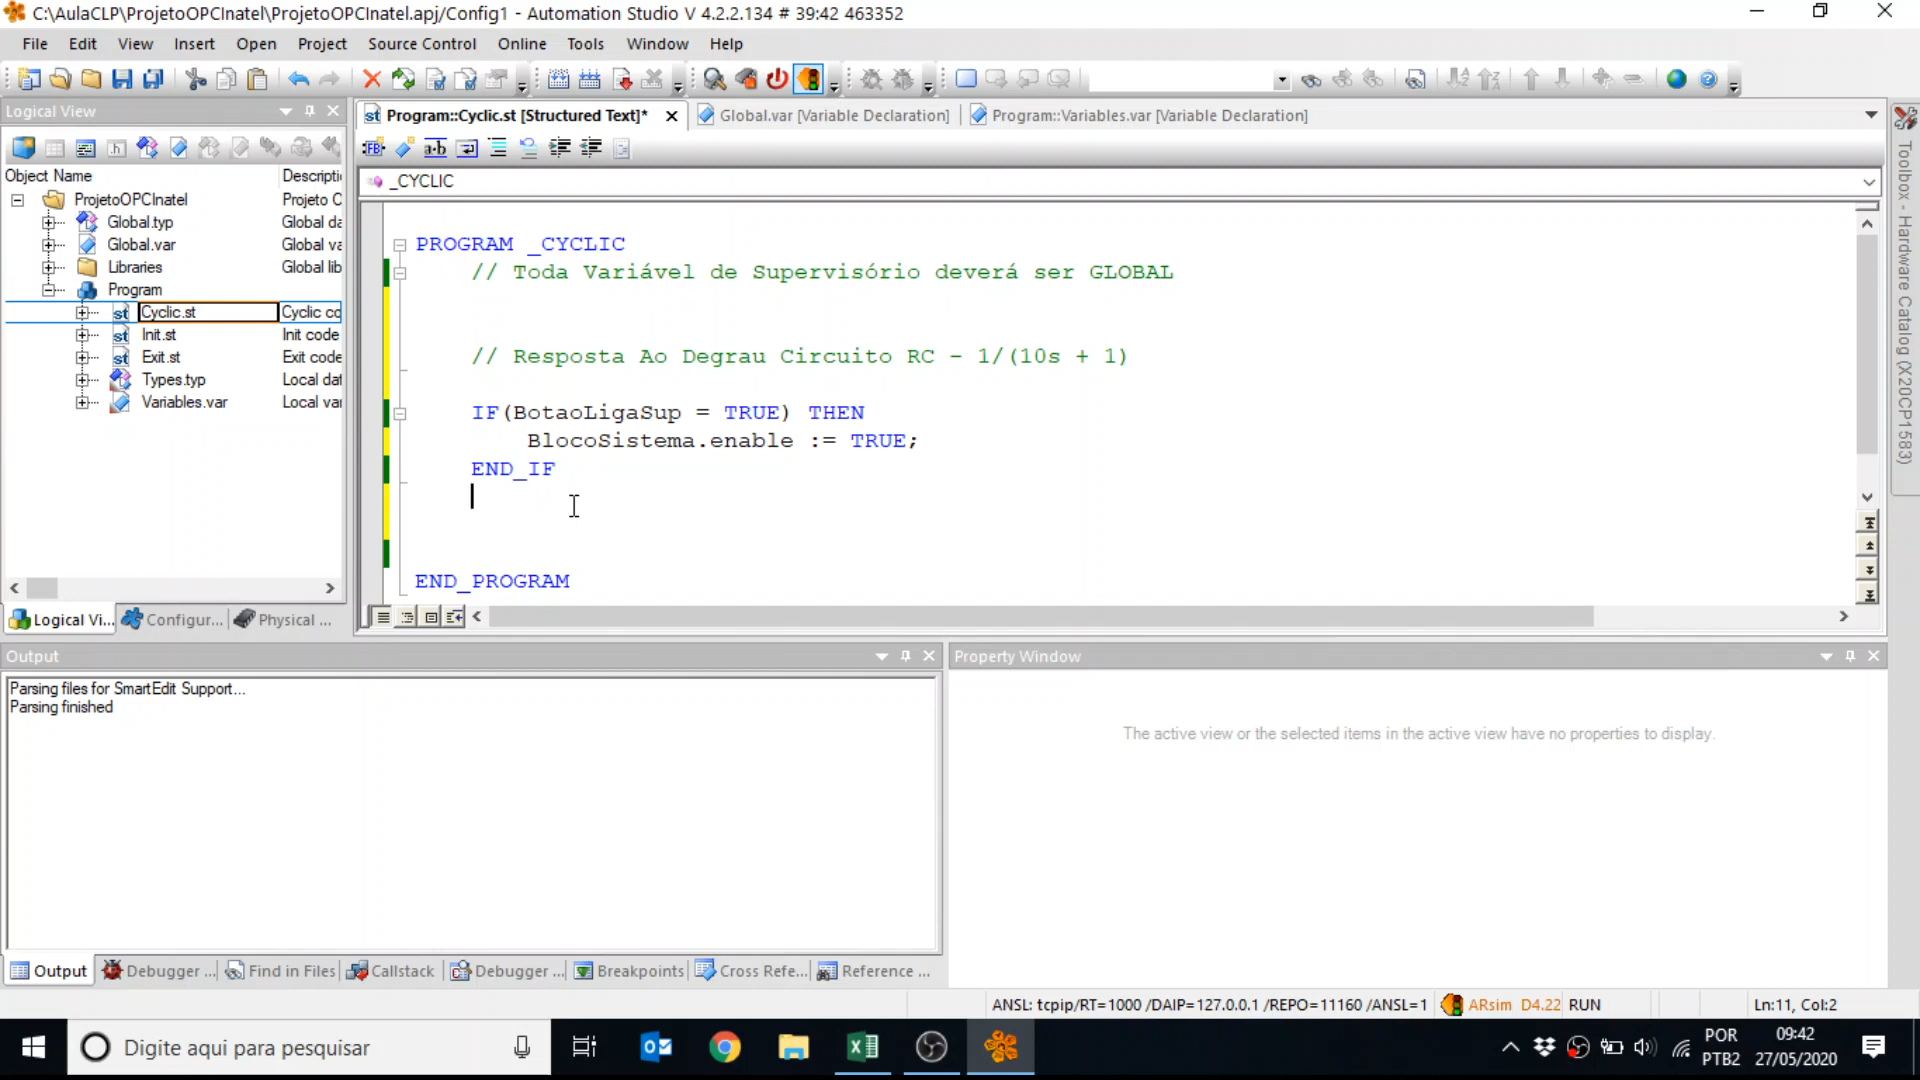 C:\AulaCLP\ProjetoOPCInatel\ProjetoOPCInatel.apj/Config1 - Automation Studio V 4.2.2.134 # 39:42 463352
File Edit View Insert Open Project Source Control Online Tools Window Help
Logical View
Program::Cyclic.st [Structured Text]* Global.var [Variable Declaration] Program::Variables.var [Variable Declaration]
Object Name Descripti
_CYCLIC
ProjetoOPCInatel Projeto O
Global.typ Global da
Global.var Global va
Libraries Global lib
Program
Cyclic.st Cyclic co
Init.st Init code
Exit.st Exit code
Types.typ Local dat
Variables.var Local var
PROGRAM _CYCLIC
// Toda Variável de Supervisório deverá ser GLOBAL
// Resposta Ao Degrau Circuito RC - 1/(10s + 1)
IF(BotaoLigaSup = TRUE) THEN
BlocoSistema.enable := TRUE;
END_IF
END_PROGRAM
Toolbox - Hardware Catalog (X20CP1583)
Logical Vi... Configur... Physical ...
Output
Parsing files for SmartEdit Support...
Parsing finished
Property Window
The active view or the selected items in the active view have no properties to display.
Output Debugger ... Find in Files Callstack Debugger ... Breakpoints Cross Refe... Reference ...
ANSL: tcpip/RT=1000 /DAIP=127.0.0.1 /REPO=11160 /ANSL=1 ARsim D4.22 RUN Ln:11, Col:2
Digite aqui para pesquisar
POR
PTB2
09:42
27/05/2020